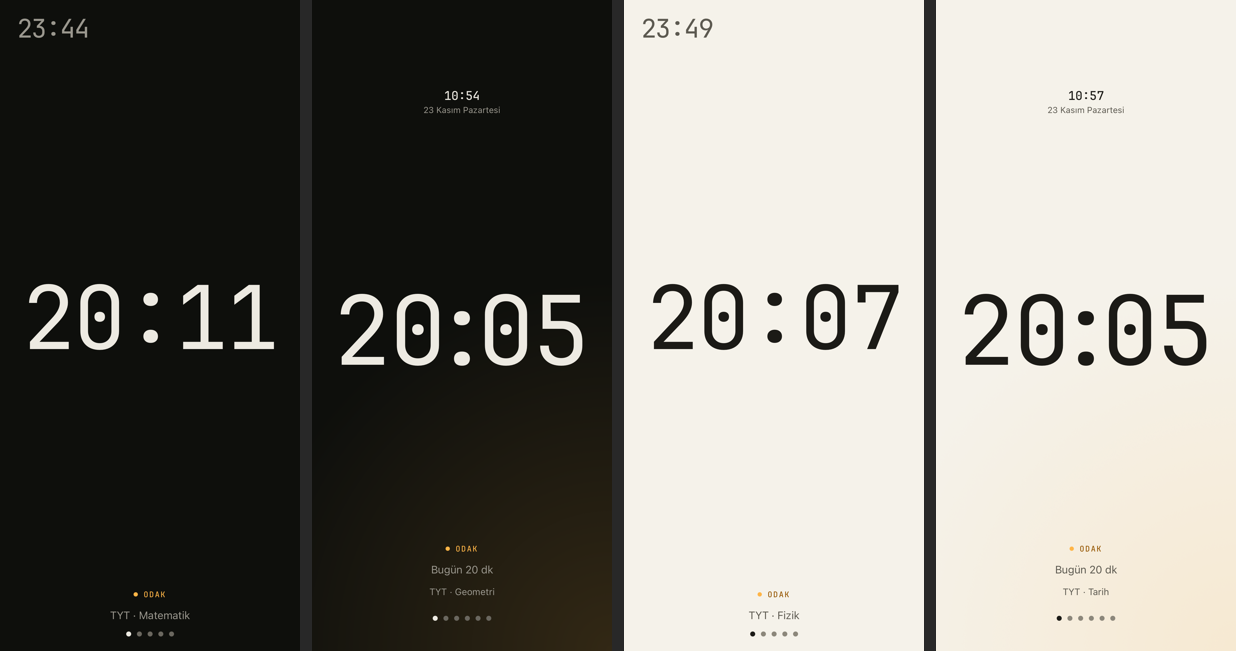 23:44
20:11
ODAK
TYT · Matematik
10:54
23 Kasım Pazartesi
20:05
ODAK
Bugün 20 dk
TYT · Geometri
23:49
20:07
ODAK
TYT · Fizik
10:57
23 Kasım Pazartesi
20:05
ODAK
Bugün 20 dk
TYT · Tarih